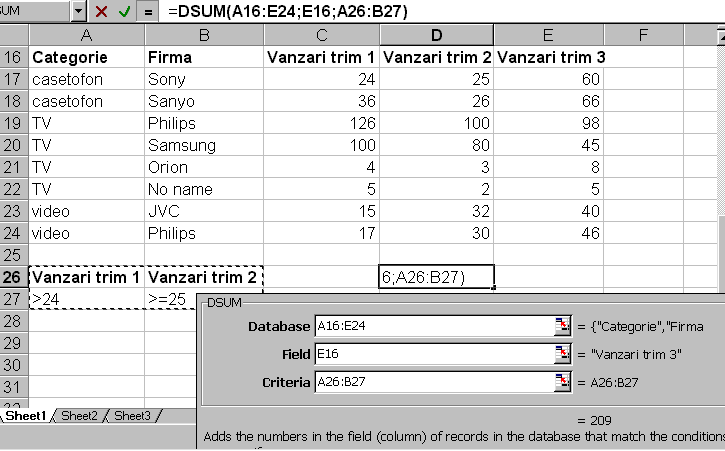 SUM =DSUM(A16:E24;E16;A26:B27)
A B C D E F
16 Categorie Firma Vanzari trim 1 Vanzari trim 2 Vanzari trim 3
17 casetofon Sony 24 25 60
18 casetofon Sanyo 36 26 66
19 TV Philips 126 100 98
20 TV Samsung 100 80 45
21 TV Orion 4 3 8
22 TV No name 5 2 5
23 video JVC 15 32 40
24 video Philips 17 30 46
25
26 Vanzari trim 1 Vanzari trim 2 6;A26:B27)
27 >24 >=25
DSUM
28
Database A16:E24 = {"Categorie","Firma
29
Field E16 = "Vanzari trim 3"
30
Criteria A26:B27 = A26:B27
31
Sheet1 Sheet2 Sheet3
= 209
Adds the numbers in the field (column) of records in the database that match the conditions